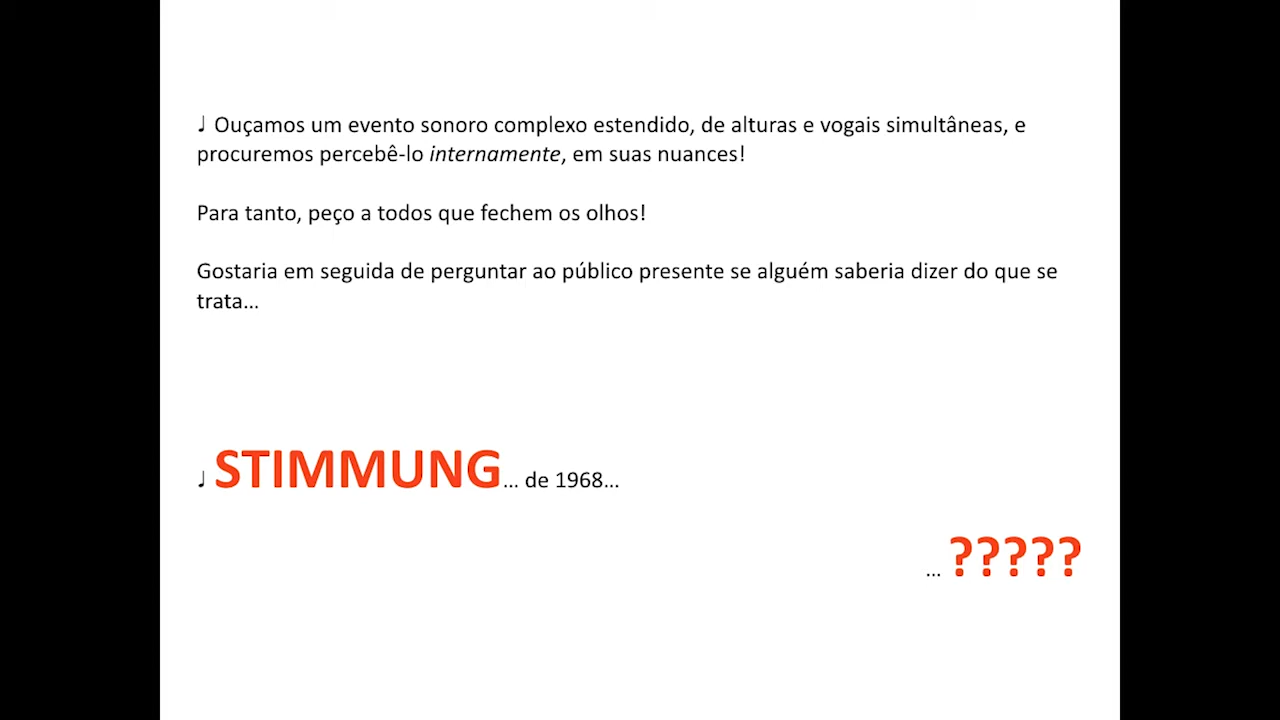 ♩ Ouçamos um evento sonoro complexo estendido, de alturas e vogais simultâneas, e
procuremos percebê-lo internamente, em suas nuances!
Para tanto, peço a todos que fechem os olhos!
Gostaria em seguida de perguntar ao público presente se alguém saberia dizer do que se
trata...
♩ STIMMUNG... de 1968...
... ?????